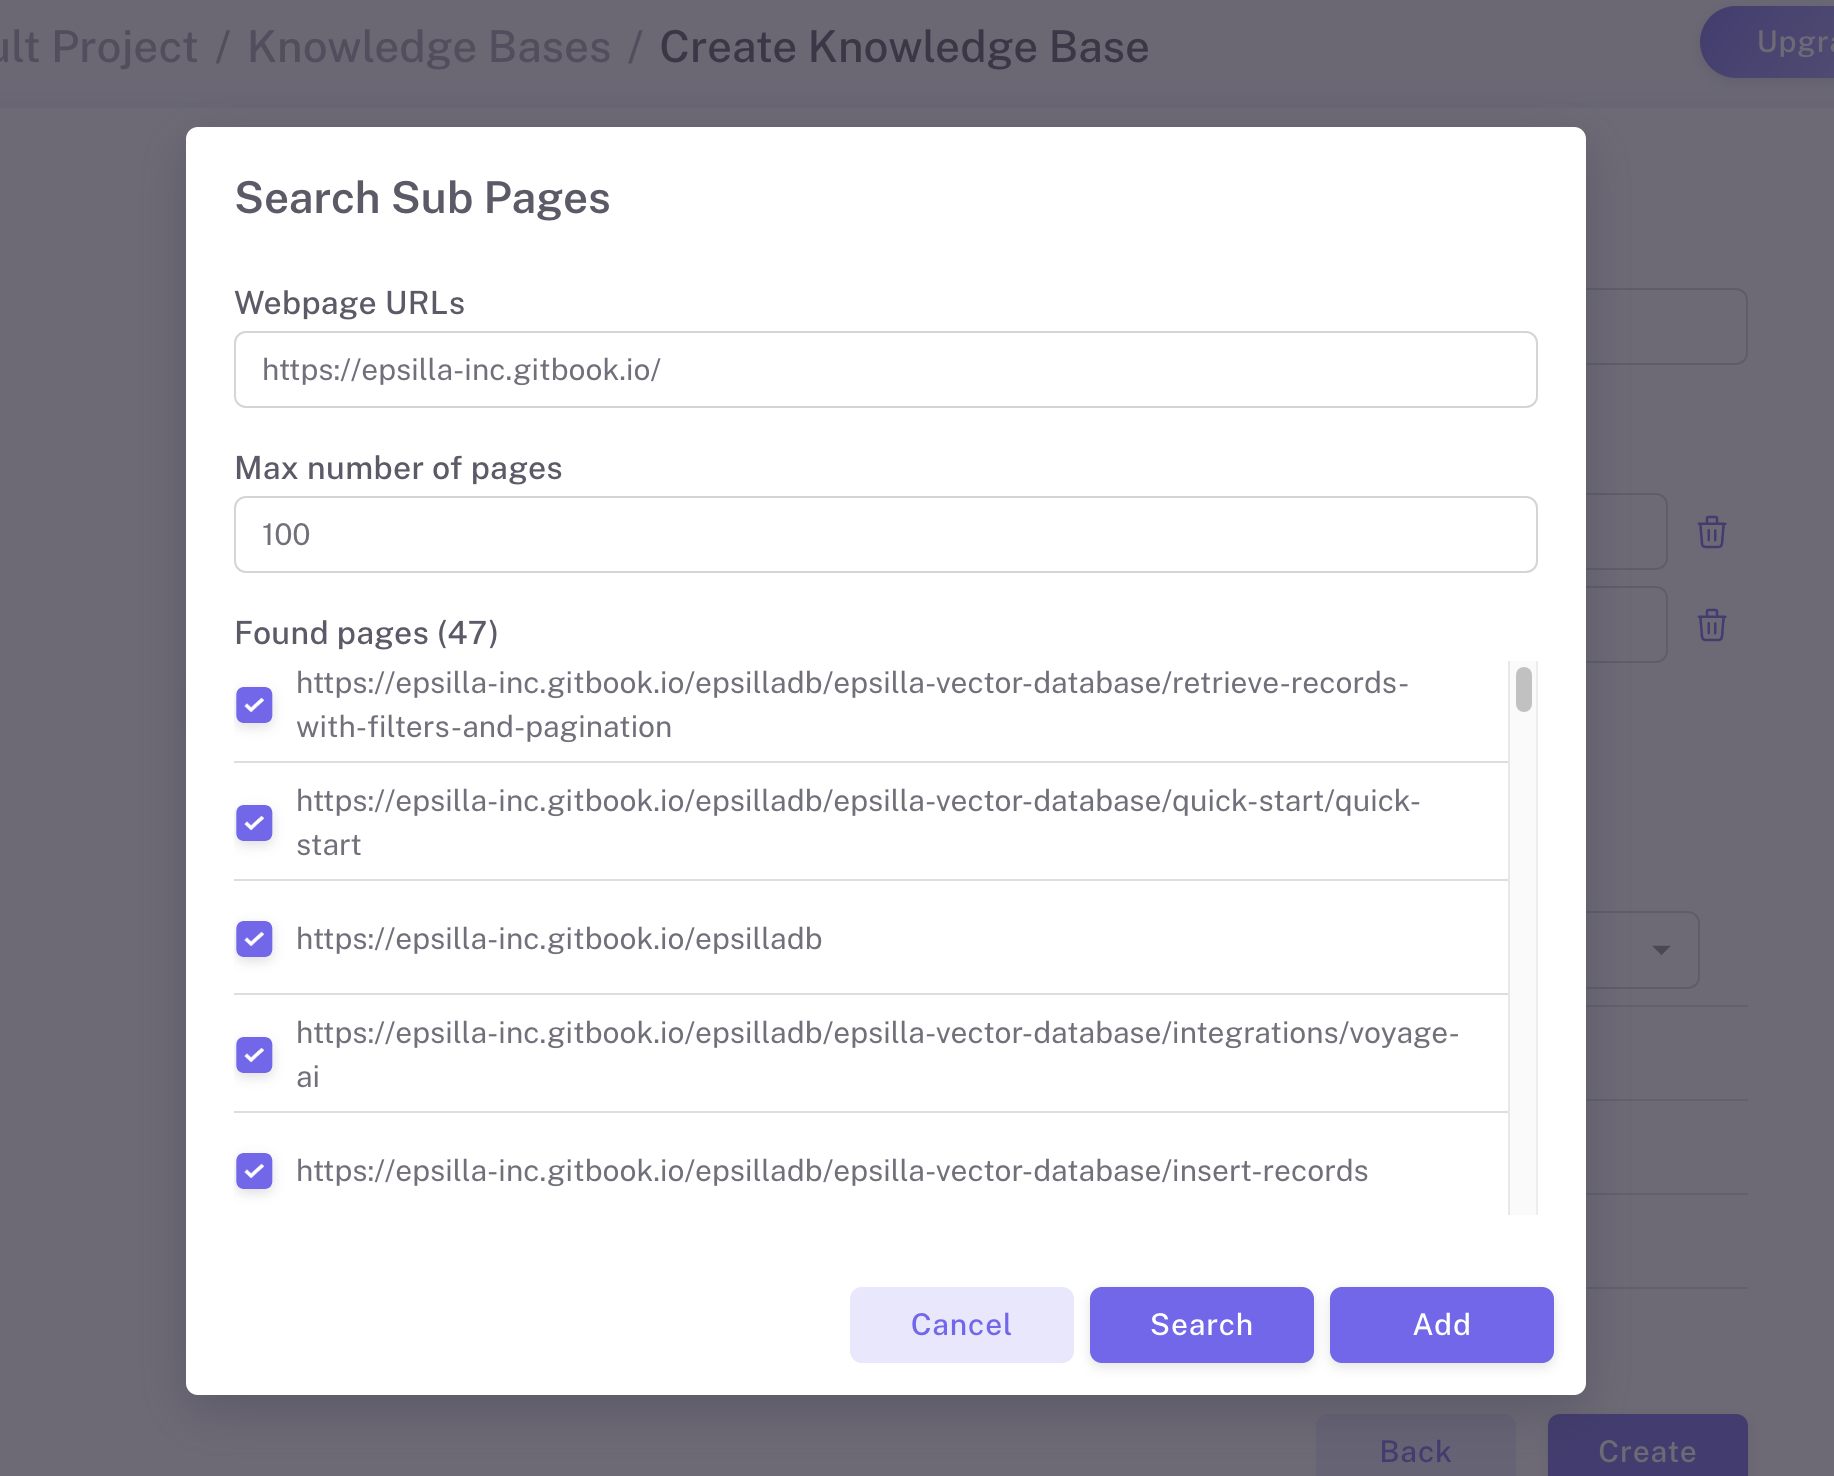 Project / Knowledge Bases / Create Knowledge Base
Search Sub Pages
Webpage URLs
https://epsilla-inc.gitbook.io/
Max number of pages
100
Found pages (47)
https://epsilla-inc.gitbook.io/epsilladb/epsilla-vector-database/retrieve-records-
with-filters-and-pagination
https://epsilla-inc.gitbook.io/epsilladb/epsilla-vector-database/quick-start/quick-
start
https://epsilla-inc.gitbook.io/epsilladb
https://epsilla-inc.gitbook.io/epsilladb/epsilla-vector-database/integrations/voyage-
ai
https://epsilla-inc.gitbook.io/epsilladb/epsilla-vector-database/insert-records
Cancel Search Add
Back Create